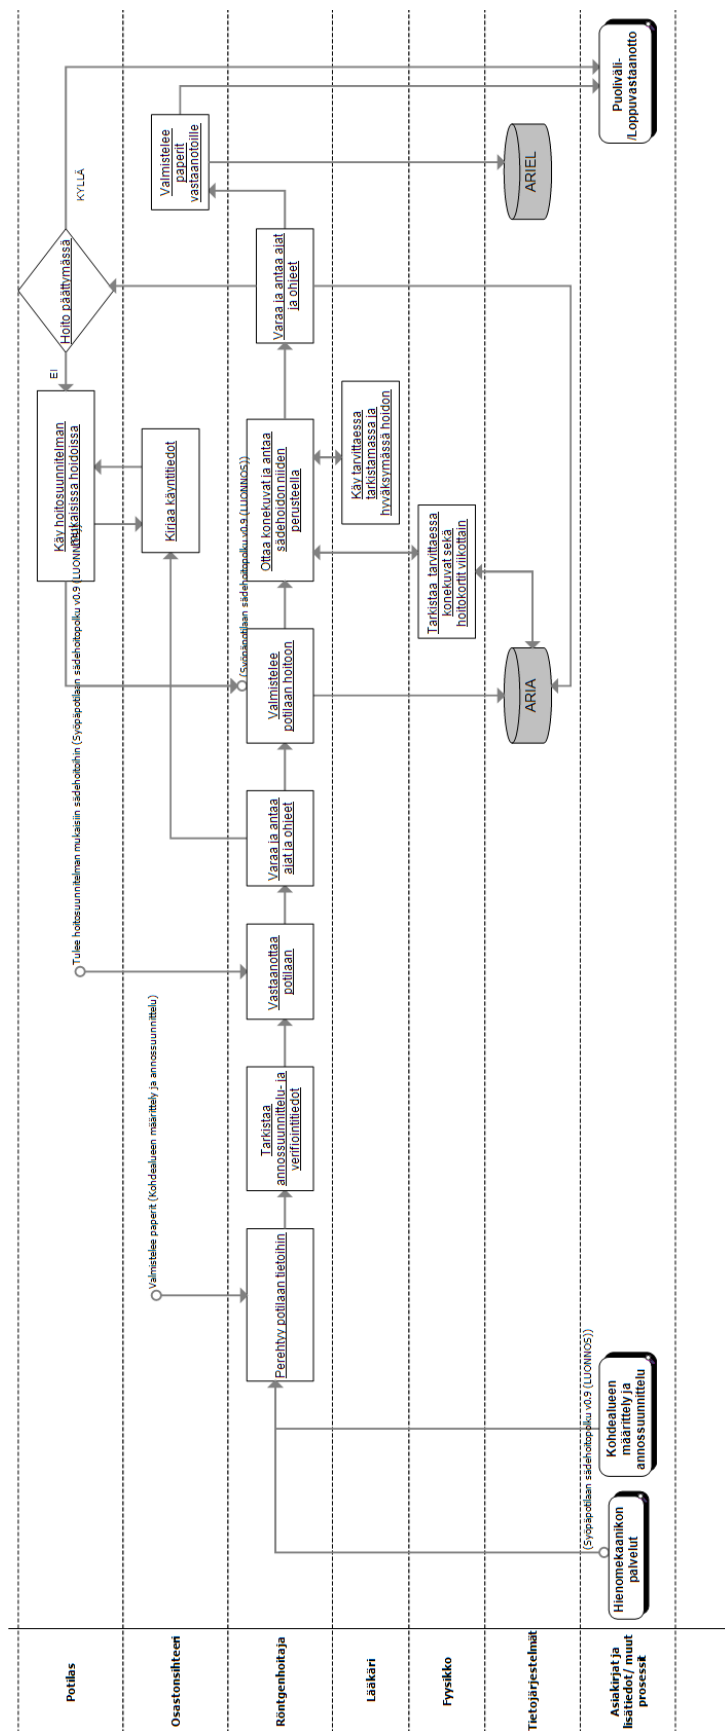 Potilas
Osastonsihteeri
Röntgenhoitaja
Lääkäri
Fyysikko
Tietojärjestelmät
Asiakirjat ja
lisätiedot / muut
prosessit
Tulee hoitosuunnitelman mukaisiin sädehoitoihin (Syöpäpotilaan sädehoitopolku v0.9 (LUONNOS))
Käy hoitosuunnitelman
mukaisissa hoidoissa
EI
Hoito päättymässä
KYLLÄ
Valmistelee paperit (Kohdealueen määrittely ja annossuunnittelu)
Kirjaa käyntitiedot
Valmistelee
paperit
vastaanotoille
Perehtyy potilaan tietoihin
Tarkistaa
annossuunnittelu- ja
verifiointitiedot
Vastaanottaa
potilaan
Varaa ja antaa
ajat ja ohjeet
Valmistelee
potilaan hoitoon
(Syöpäpotilaan sädehoitopolku v0.9 (LUONNOS))
Ottaa konekuvat ja antaa
sädehoidon niiden
perusteella
Varaa ja antaa ajat
ja ohjeet
Käy tarvittaessa
tarkistamassa ja
hyväksymässä hoidon
Tarkistaa tarvittaessa
konekuvat sekä
hoitokortit viikottain
ARIA
ARIEL
(Syöpäpotilaan sädehoitopolku v0.9 (LUONNOS))
Hienomekaanikon
palvelut
Kohdealueen
määrittely ja
annossuunnittelu
Puoliväli-
/Loppuvastaanotto